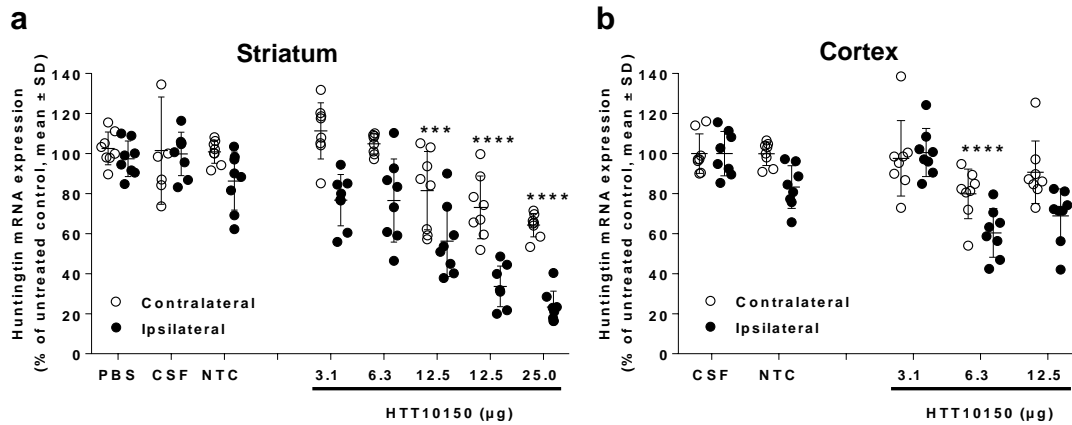 a
Striatum
Huntingtin mRNA expression
(% of untreated control, mean ± SD)
140
120
100
80
60
40
20
0
*** **** ****
Contralateral
Ipsilateral
PBS CSF NTC 3.1 6.3 12.5 12.5 25.0
HTT10150 (µg)
b
Cortex
Huntingtin mRNA expression
(% of untreated control, mean ± SD)
140
120
100
80
60
40
20
0
****
Contralateral
Ipsilateral
CSF NTC 3.1 6.3 12.5
HTT10150 (µg)